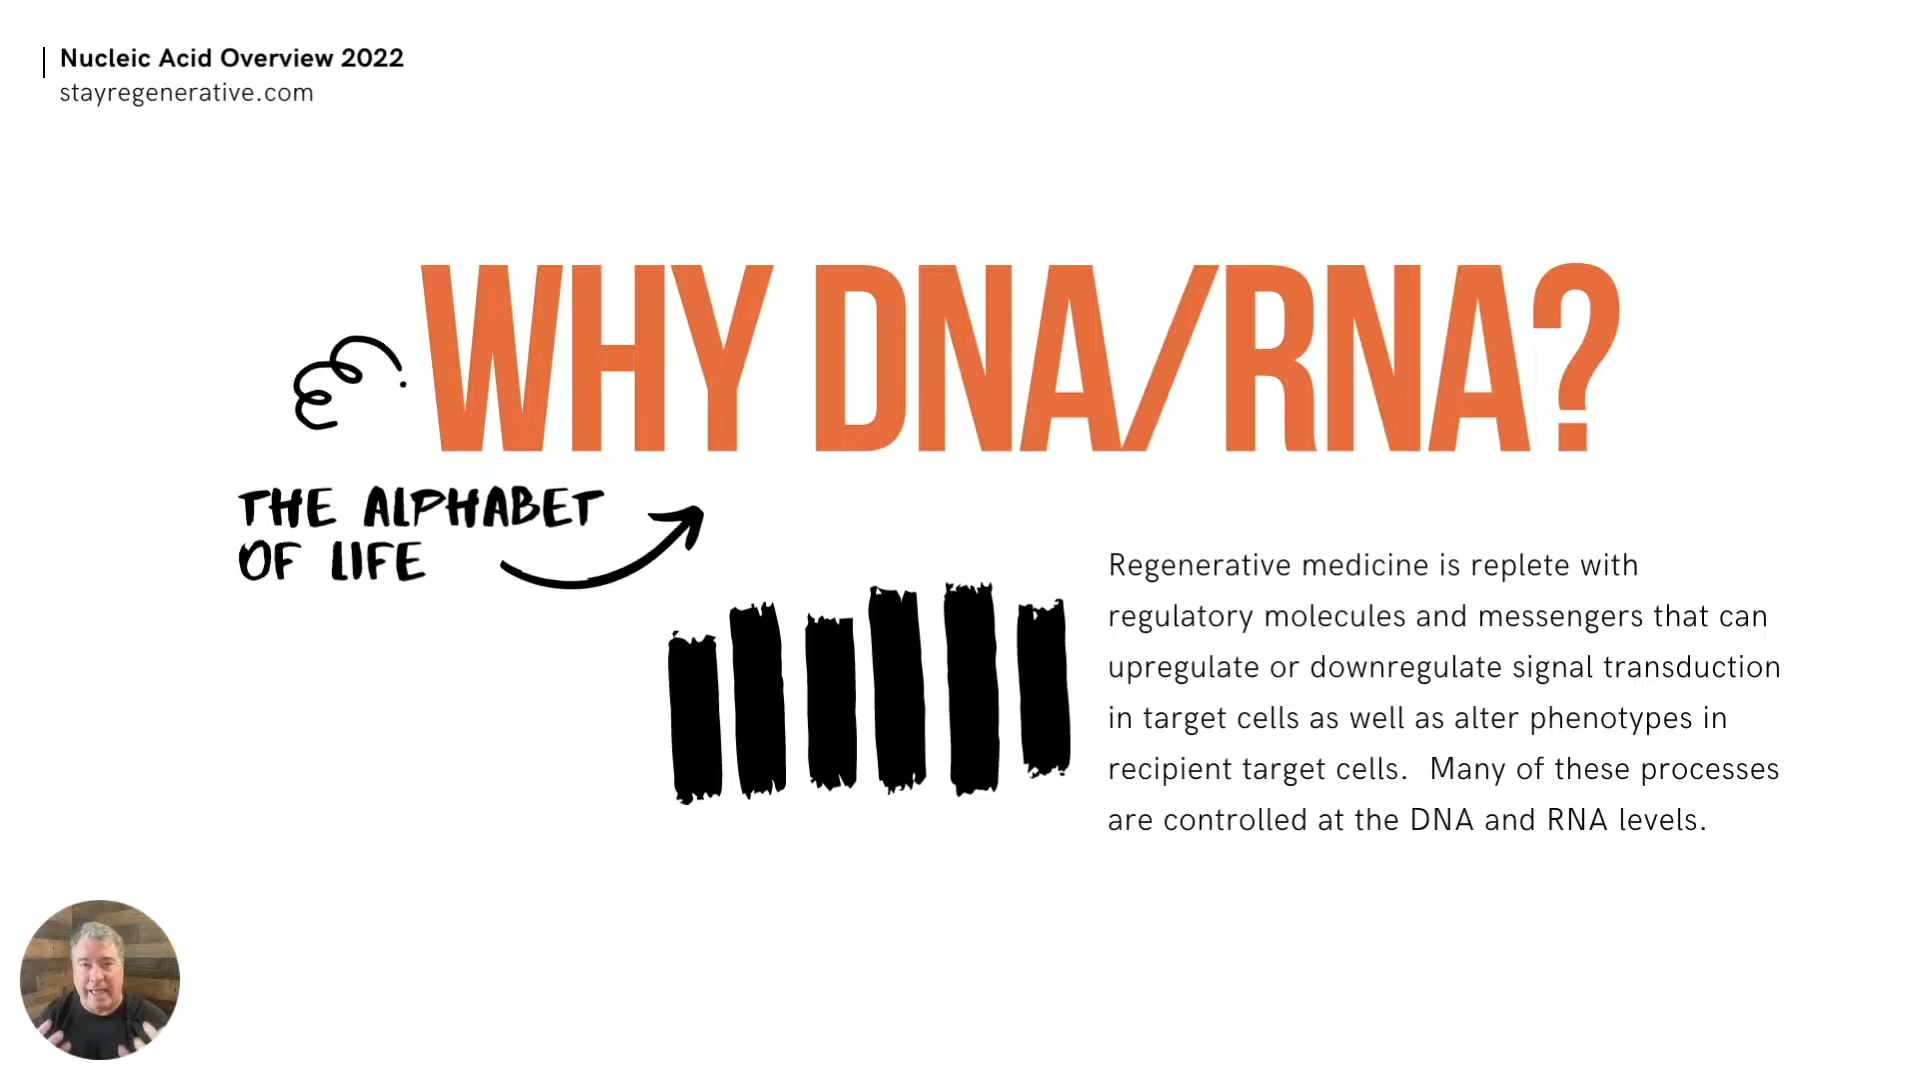 Nucleic Acid Overview 2022
stayregenerative.com
WHY DNA/RNA?
THE ALPHABET
OF LIFE
Regenerative medicine is replete with
regulatory molecules and messengers that can
upregulate or downregulate signal transduction
in target cells as well as alter phenotypes in
recipient target cells.  Many of these processes
are controlled at the DNA and RNA levels.